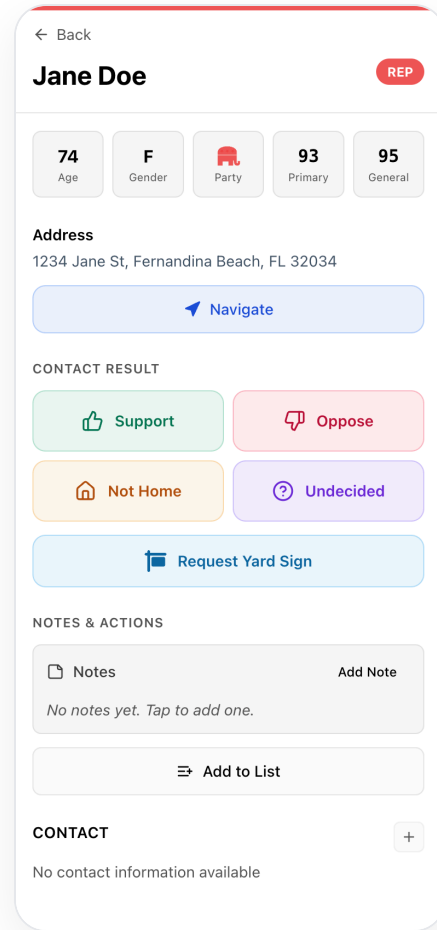 Back
Jane Doe
REP
74 F 93 95
Age Gender Party Primary General
Address
1234 Jane St, Fernandina Beach, FL 32034
Navigate
CONTACT RESULT
Support Oppose
Not Home Undecided
Request Yard Sign
NOTES & ACTIONS
Notes Add Note
No notes yet. Tap to add one.
Add to List
CONTACT +
No contact information available